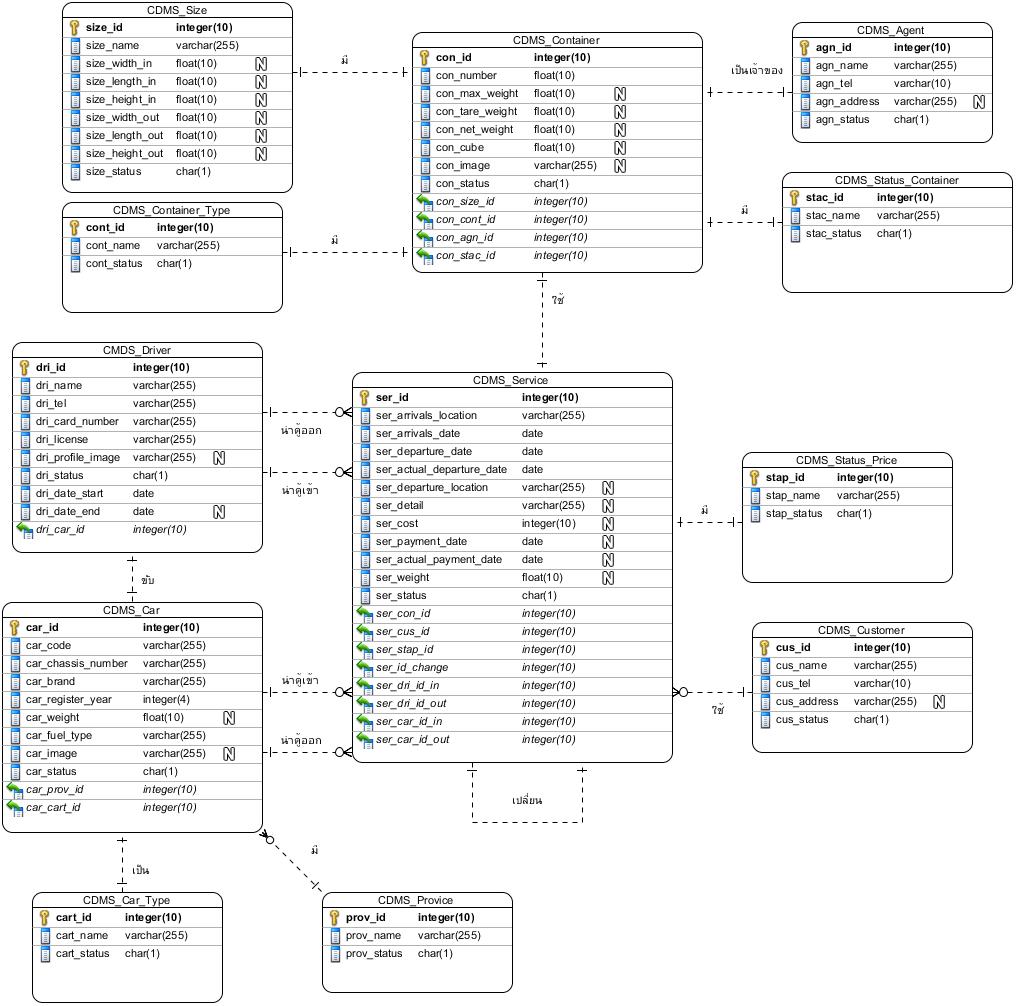 CDMS_Size
size_id integer(10)
size_name varchar(255)
size_width_in float(10) N
size_length_in float(10) N
size_height_in float(10) N
size_width_out float(10) N
size_length_out float(10) N
size_height_out float(10) N
size_status char(1)
มี
CDMS_Container
con_id integer(10)
con_number float(10)
con_max_weight float(10) N
con_tare_weight float(10) N
con_net_weight float(10) N
con_cube float(10) N
con_image varchar(255) N
con_status char(1)
con_size_id integer(10)
con_cont_id integer(10)
con_agn_id integer(10)
con_stac_id integer(10)
เป็นเจ้าของ
CDMS_Agent
agn_id integer(10)
agn_name varchar(255)
agn_tel varchar(10)
agn_address varchar(255) N
agn_status char(1)
CDMS_Container_Type
cont_id integer(10)
cont_name varchar(255)
cont_status char(1)
มี
มี
CDMS_Status_Container
stac_id integer(10)
stac_name varchar(255)
stac_status char(1)
ใช้
CMDS_Driver
dri_id integer(10)
dri_name varchar(255)
dri_tel varchar(255)
dri_card_number varchar(255)
dri_license varchar(255)
dri_profile_image varchar(255) N
dri_status char(1)
dri_date_start date
dri_date_end date N
dri_car_id integer(10)
นำตู้ออก
นำตู้เข้า
CDMS_Service
ser_id integer(10)
ser_arrivals_location varchar(255)
ser_arrivals_date date
ser_departure_date date
ser_actual_departure_date date
ser_departure_location varchar(255) N
ser_detail varchar(255) N
ser_cost integer(10) N
ser_payment_date date N
ser_actual_payment_date date N
ser_weight float(10) N
ser_status char(1)
ser_con_id integer(10)
ser_cus_id integer(10)
ser_stap_id integer(10)
ser_id_change integer(10)
ser_dri_id_in integer(10)
ser_dri_id_out integer(10)
ser_car_id_in integer(10)
ser_car_id_out integer(10)
มี
CDMS_Status_Price
stap_id integer(10)
stap_name varchar(255)
stap_status char(1)
ขับ
CDMS_Car
car_id integer(10)
car_code varchar(255)
car_chassis_number varchar(255)
car_brand varchar(255)
car_register_year integer(4)
car_weight float(10) N
car_fuel_type varchar(255)
car_image varchar(255) N
car_status char(1)
car_prov_id integer(10)
car_cart_id integer(10)
นำตู้เข้า
นำตู้ออก
ใช้
CDMS_Customer
cus_id integer(10)
cus_name varchar(255)
cus_tel varchar(10)
cus_address varchar(255) N
cus_status char(1)
เปลี่ยน
เป็น
มี
CDMS_Car_Type
cart_id integer(10)
cart_name varchar(255)
cart_status char(1)
CDMS_Provice
prov_id integer(10)
prov_name varchar(255)
prov_status char(1)